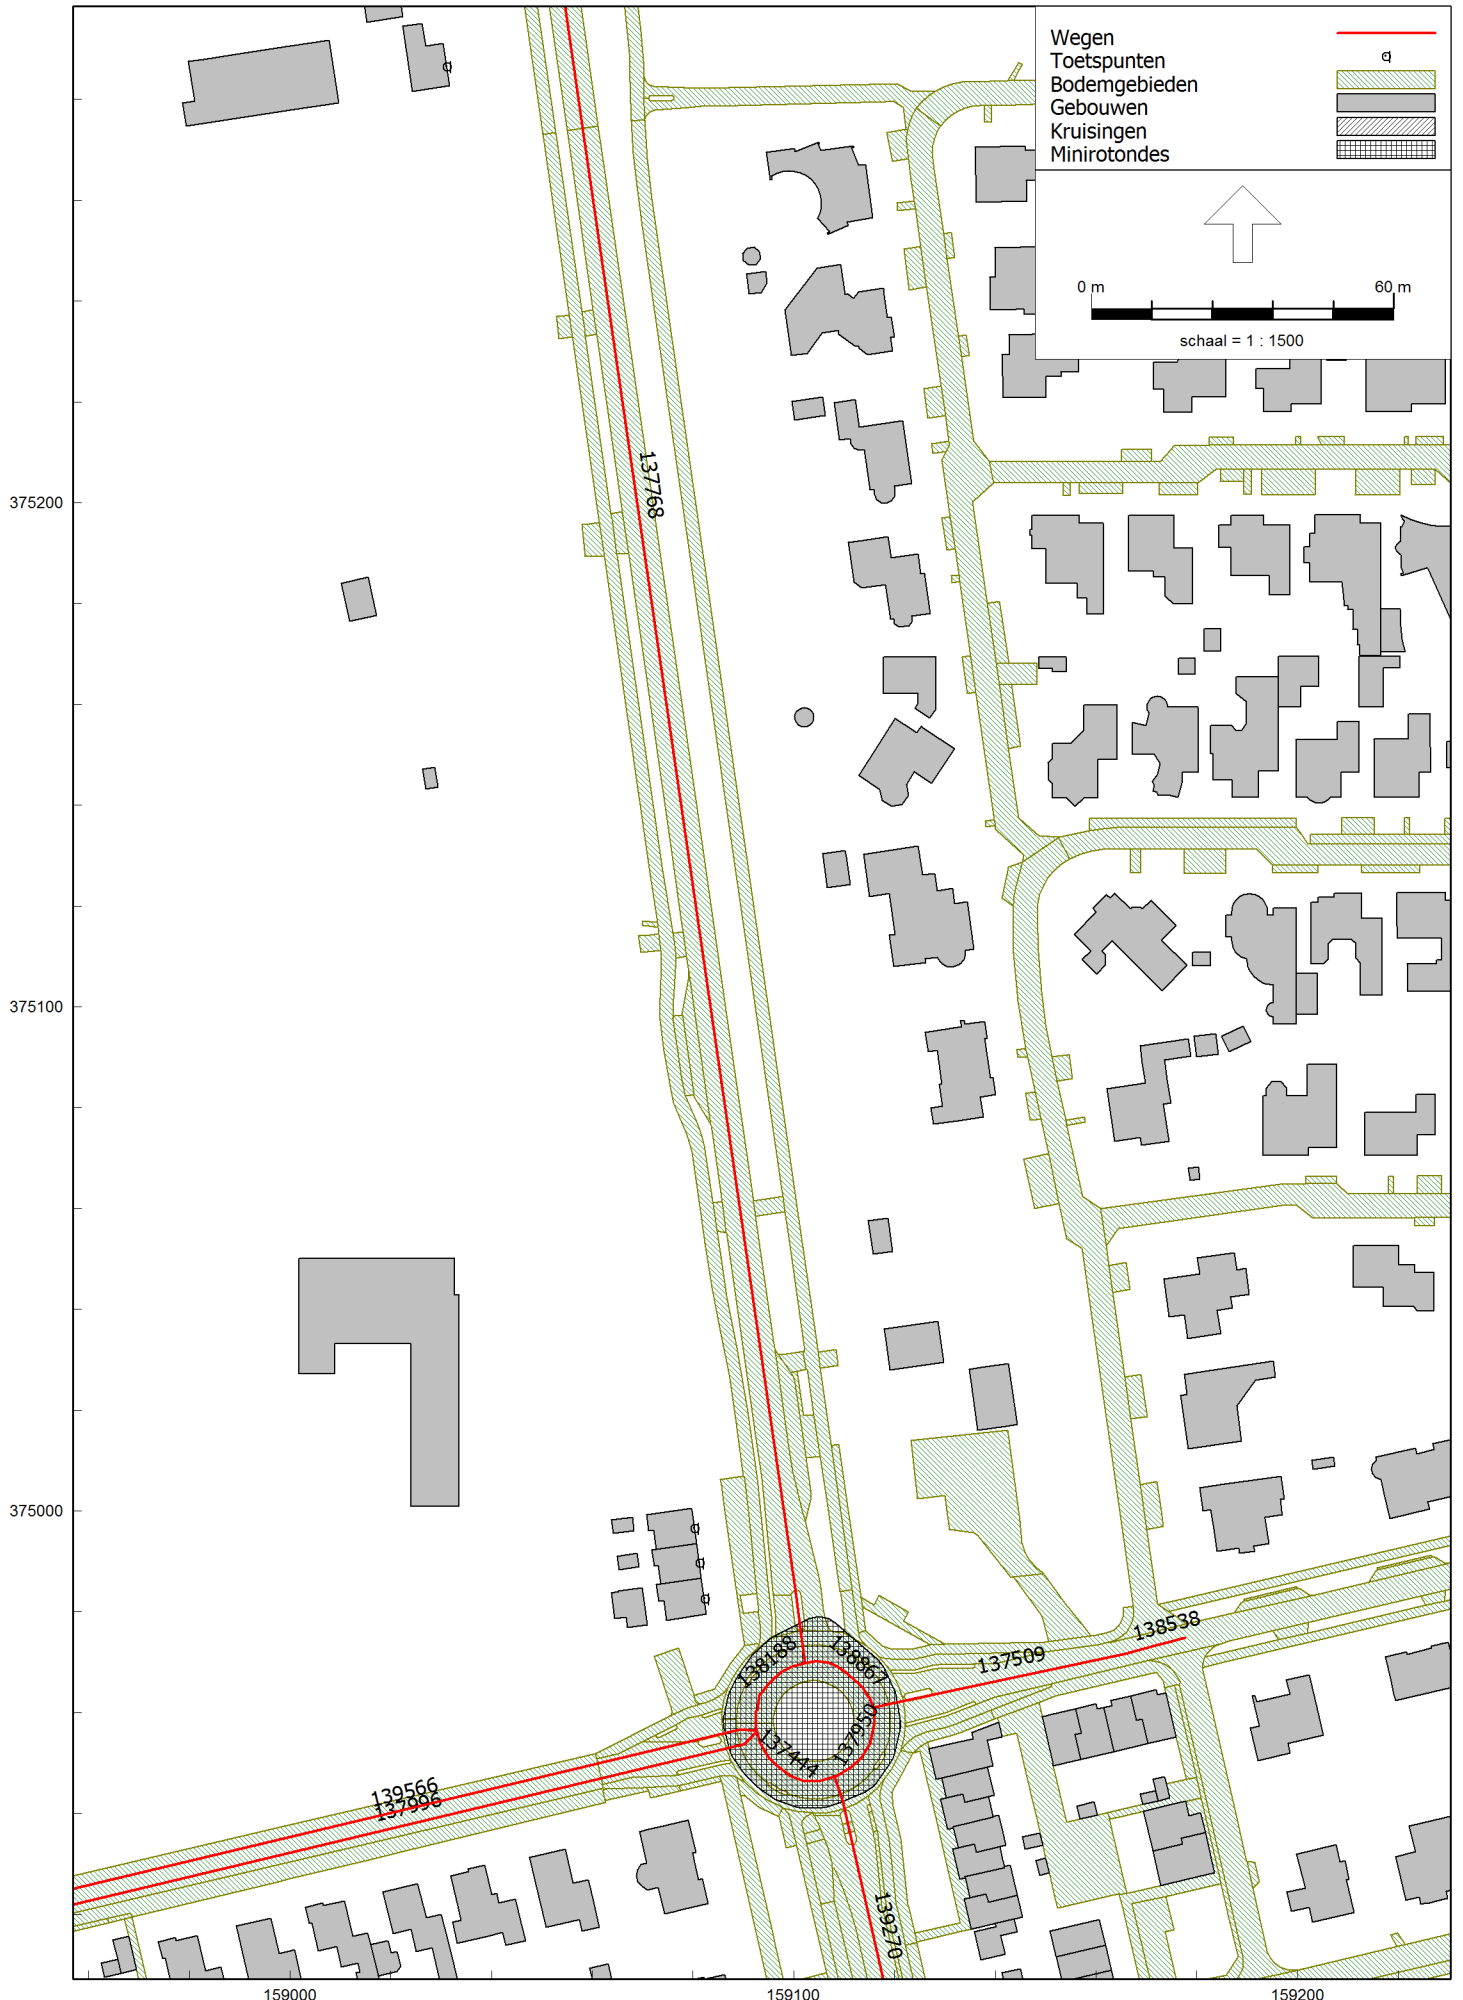 Wegen
Toetspunten
Bodemgebieden
Gebouwen
Kruisingen
Minirotondes
0 m 60 m
schaal = 1 : 1500
137768
375200
375100
375000
138188
138867
137509
138538
137950
137444
139566
137996
139270
159000 159100 159200